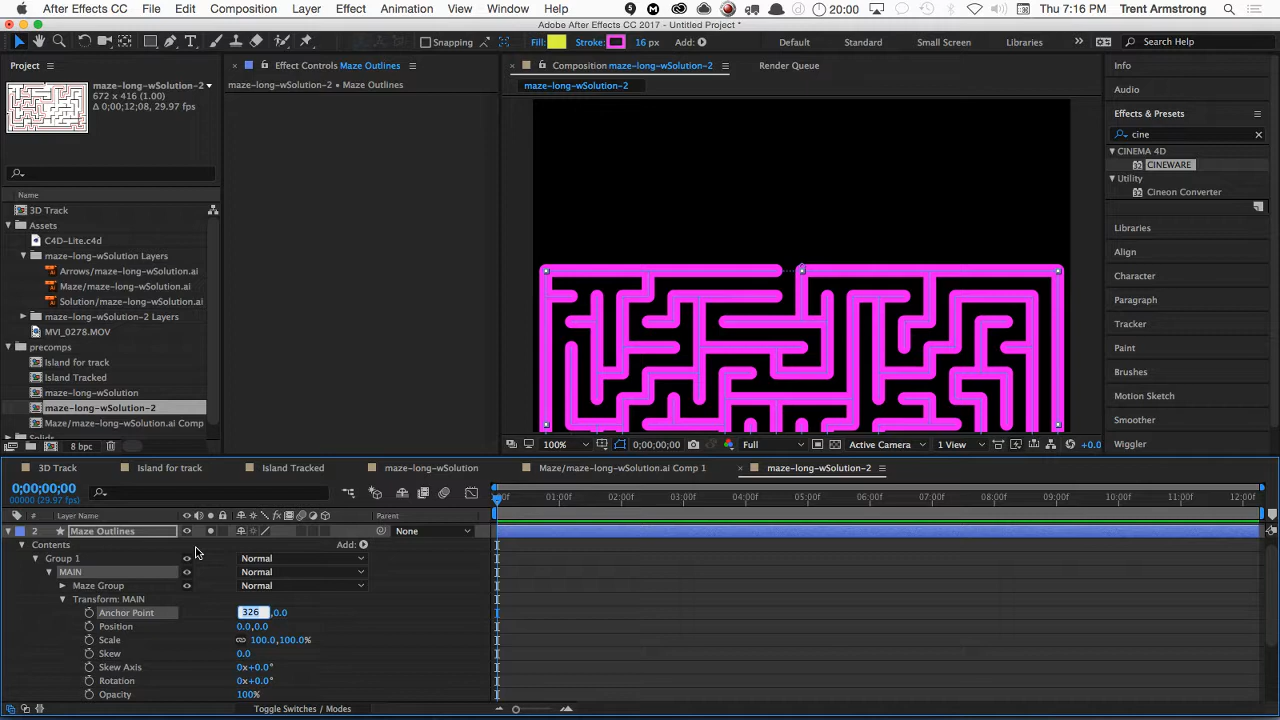 After Effects CC File Edit Composition Layer Effect Animation View Window Help 20:00 Thu 7:16 PM Trent Armstrong
Adobe After Effects CC 2017 - Untitled Project *
Snapping Fill: Stroke: 16 px Add: Default Standard Small Screen Libraries Search Help
Project
maze-long-wSolution-2
672 x 416 (1.00)
Δ 0;00;12;08, 29.97 fps
Name
3D Track
Assets
C4D-Lite.c4d
maze-long-wSolution Layers
Arrows/maze-long-wSolution.ai
Maze/maze-long-wSolution.ai
Solution/maze-long-wSolution.ai
maze-long-wSolution-2 Layers
MVI_0278.MOV
precomps
Island for track
Island Tracked
maze-long-wSolution
maze-long-wSolution-2
Maze/maze-long-wSolution.ai Comp
Solids
8 bpc
Effect Controls Maze Outlines
maze-long-wSolution-2 • Maze Outlines
Composition maze-long-wSolution-2 Render Queue
maze-long-wSolution-2
100% 0;00;00;00 Full Active Camera 1 View +0.0
Info
Audio
Effects & Presets
cine
CINEMA 4D
CINEWARE
Utility
Cineon Converter
Libraries
Align
Character
Paragraph
Tracker
Paint
Brushes
Motion Sketch
Smoother
Wiggler
3D Track Island for track Island Tracked maze-long-wSolution Maze/maze-long-wSolution.ai Comp 1 maze-long-wSolution-2
0;00;00;00
00000 (29.97 fps)
:00f 01:00f 02:00f 03:00f 04:00f 05:00f 06:00f 07:00f 08:00f 09:00f 10:00f 11:00f 12:00f
# Layer Name Parent
2 Maze Outlines None
Contents Add:
Group 1 Normal
MAIN Normal
Maze Group Normal
Transform: MAIN
Anchor Point 326 ,0.0
Position 0.0,0.0
Scale 100.0,100.0%
Skew 0.0
Skew Axis 0x+0.0°
Rotation 0x+0.0°
Opacity 100%
Toggle Switches / Modes